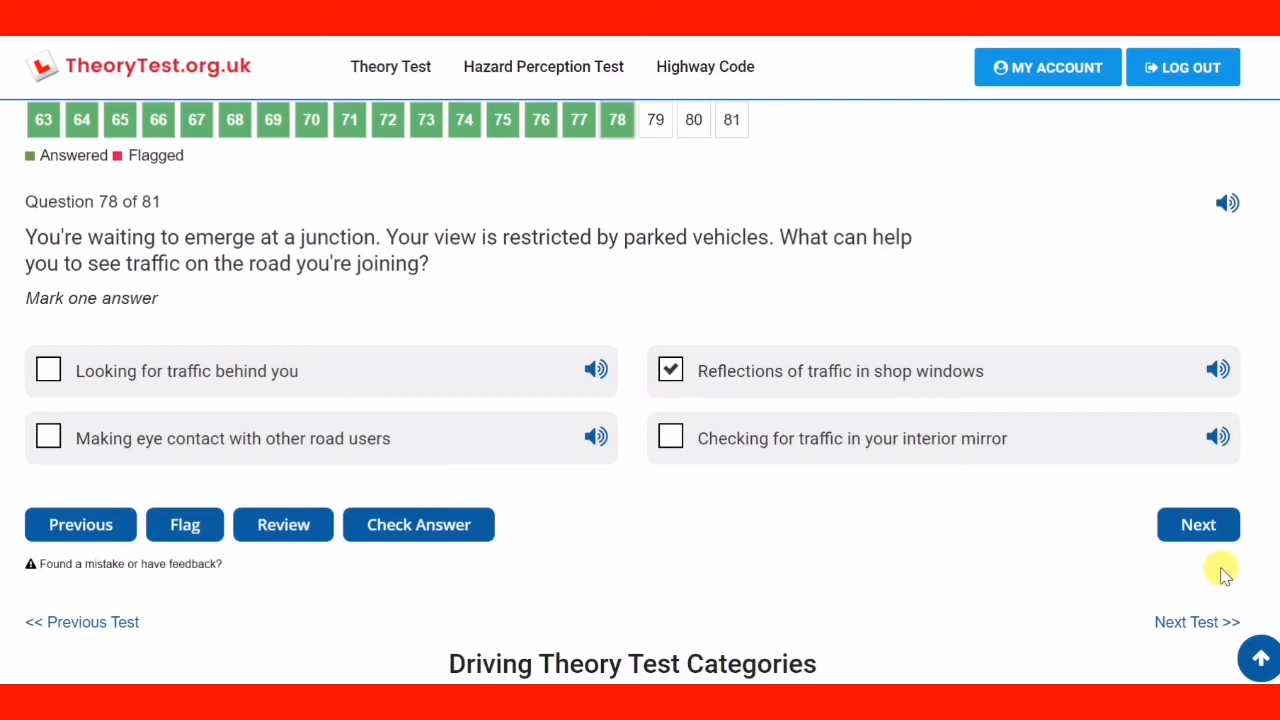 TheoryTest.org.uk
Theory Test Hazard Perception Test Highway Code
MY ACCOUNT LOG OUT
63 64 65 66 67 68 69 70 71 72 73 74 75 76 77 78 79 80 81
Answered Flagged
Question 78 of 81
You're waiting to emerge at a junction. Your view is restricted by parked vehicles. What can help
you to see traffic on the road you're joining?
Mark one answer
Looking for traffic behind you
Reflections of traffic in shop windows
Making eye contact with other road users
Checking for traffic in your interior mirror
Previous Flag Review Check Answer Next
Found a mistake or have feedback?
<< Previous Test Next Test >>
Driving Theory Test Categories